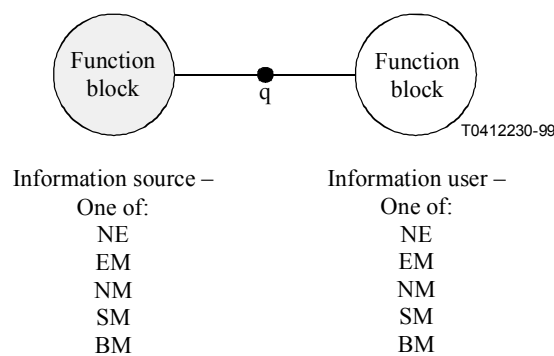 Function
block
Function
block
q
T0412230-99
Information source –
One of:
NE
EM
NM
SM
BM
Information user –
One of:
NE
EM
NM
SM
BM